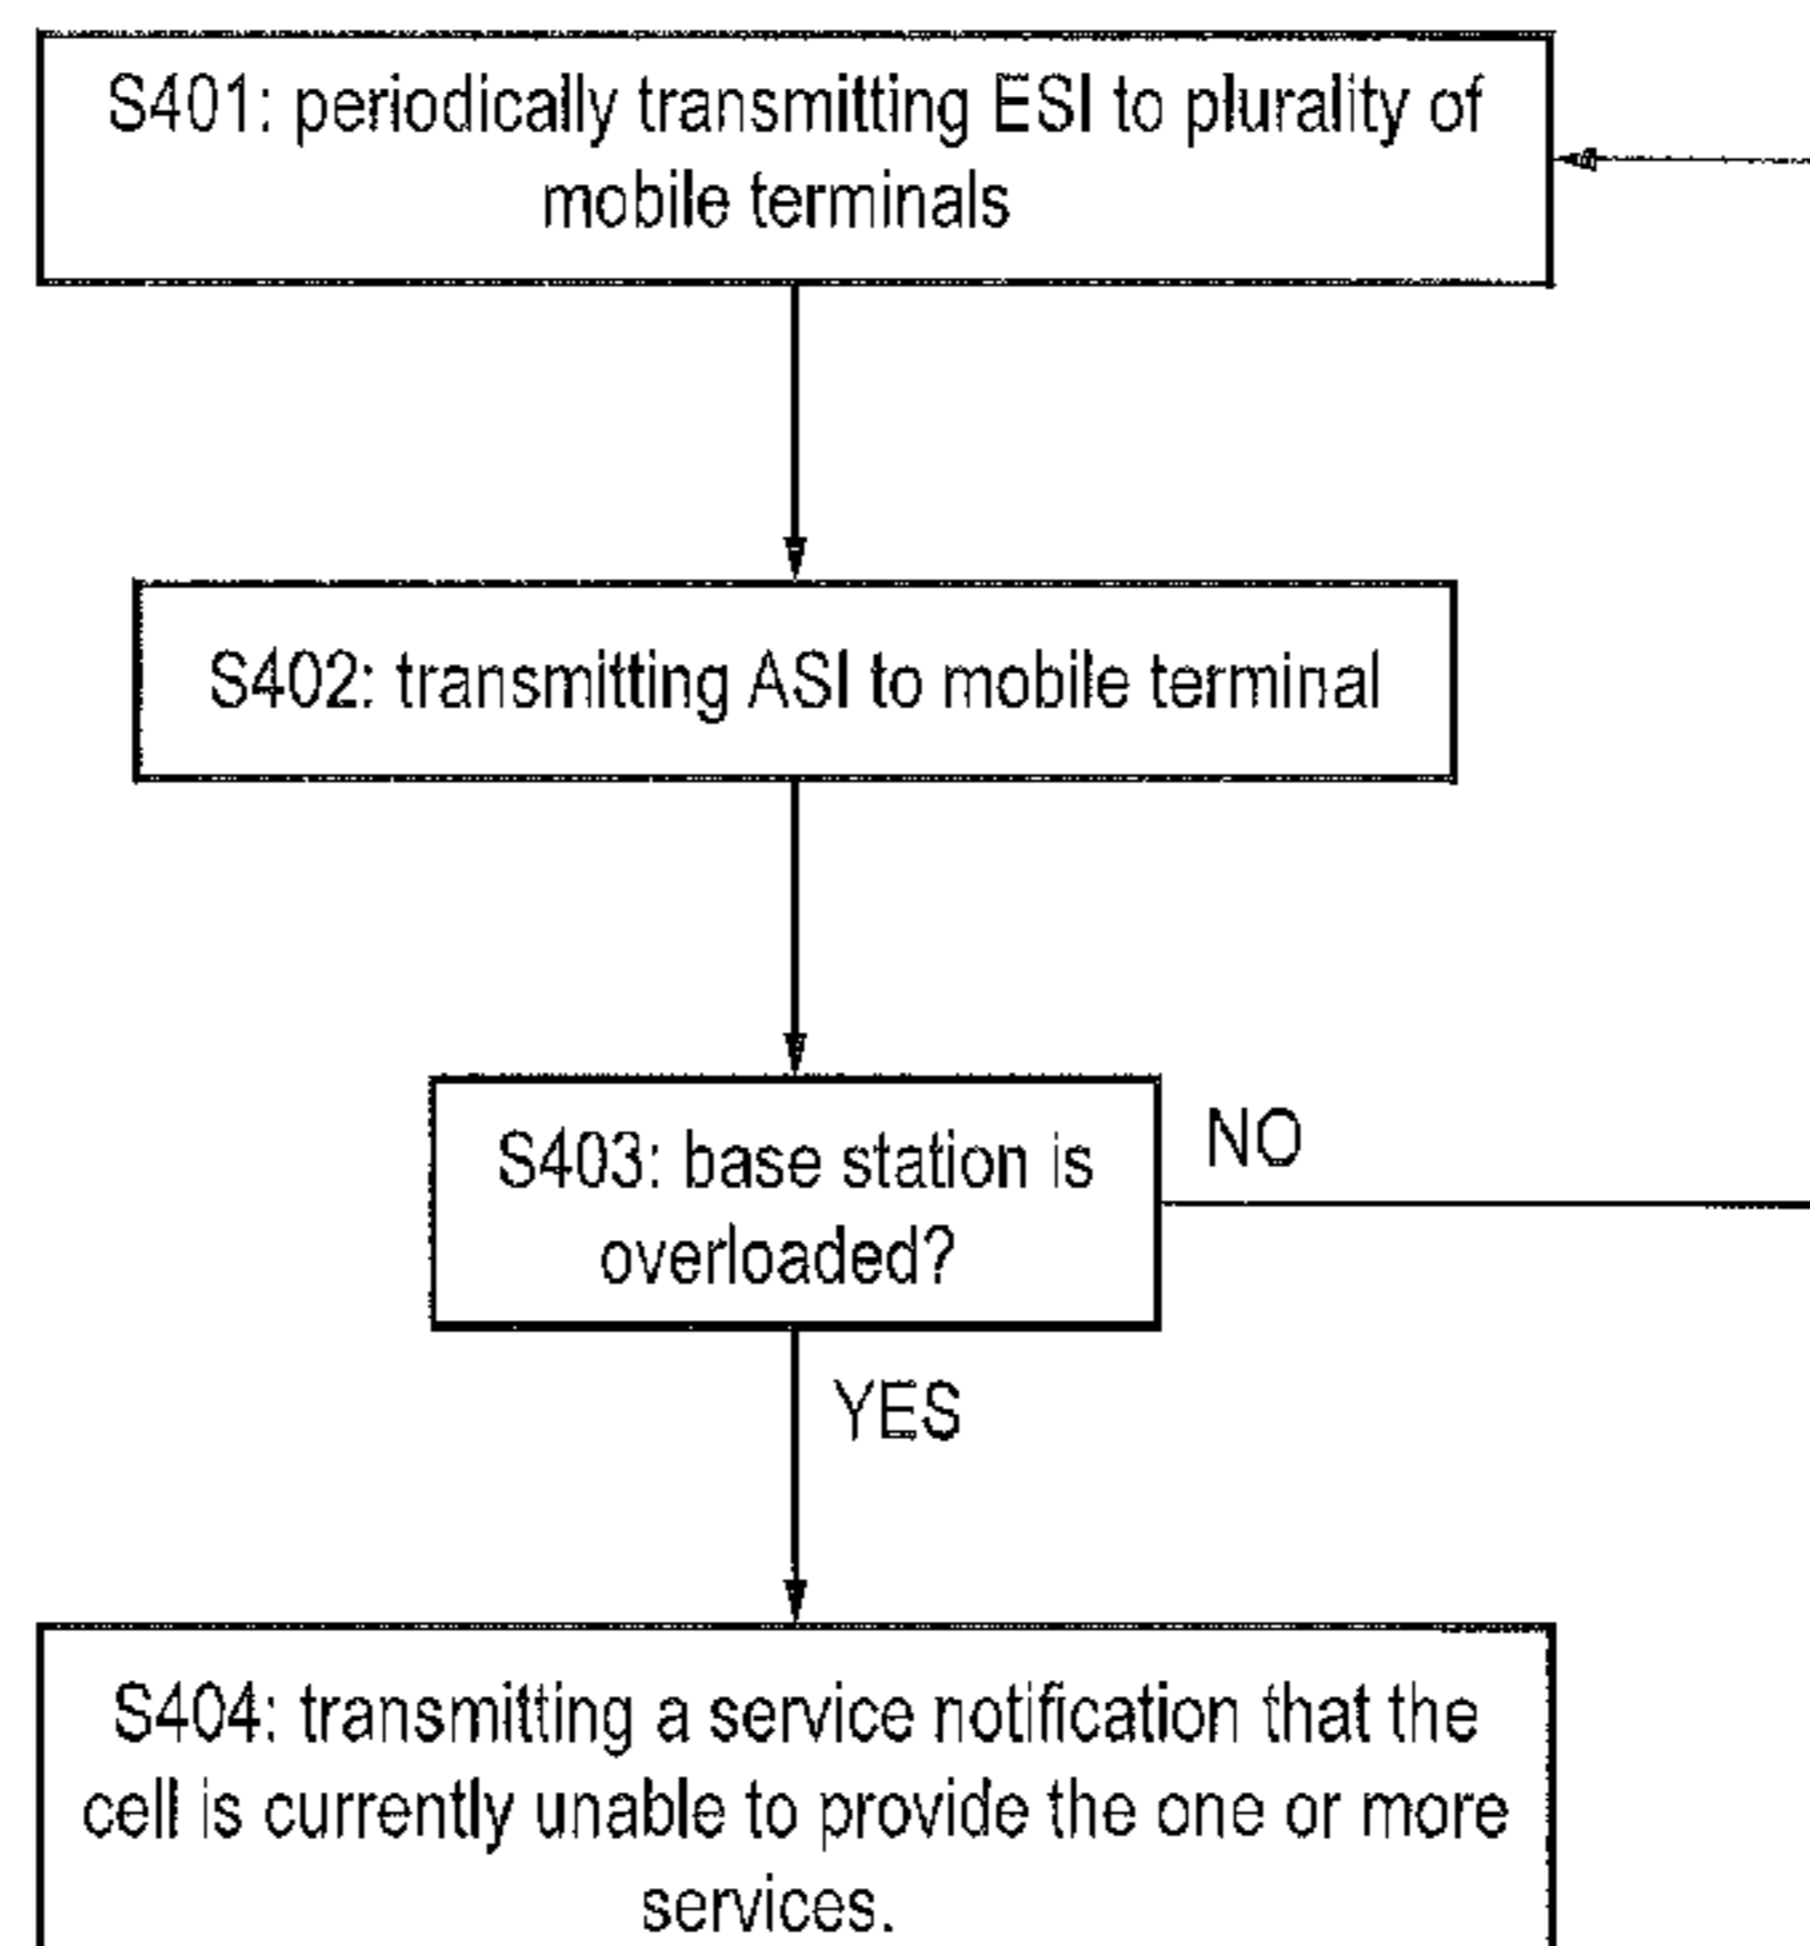 S401: periodically transmitting ESI to plurality of
mobile terminals
S402: transmitting ASI to mobile terminal
S403: base station is
overloaded?
NO
YES
S404: transmitting a service notification that the
cell is currently unable to provide the one or more
services.